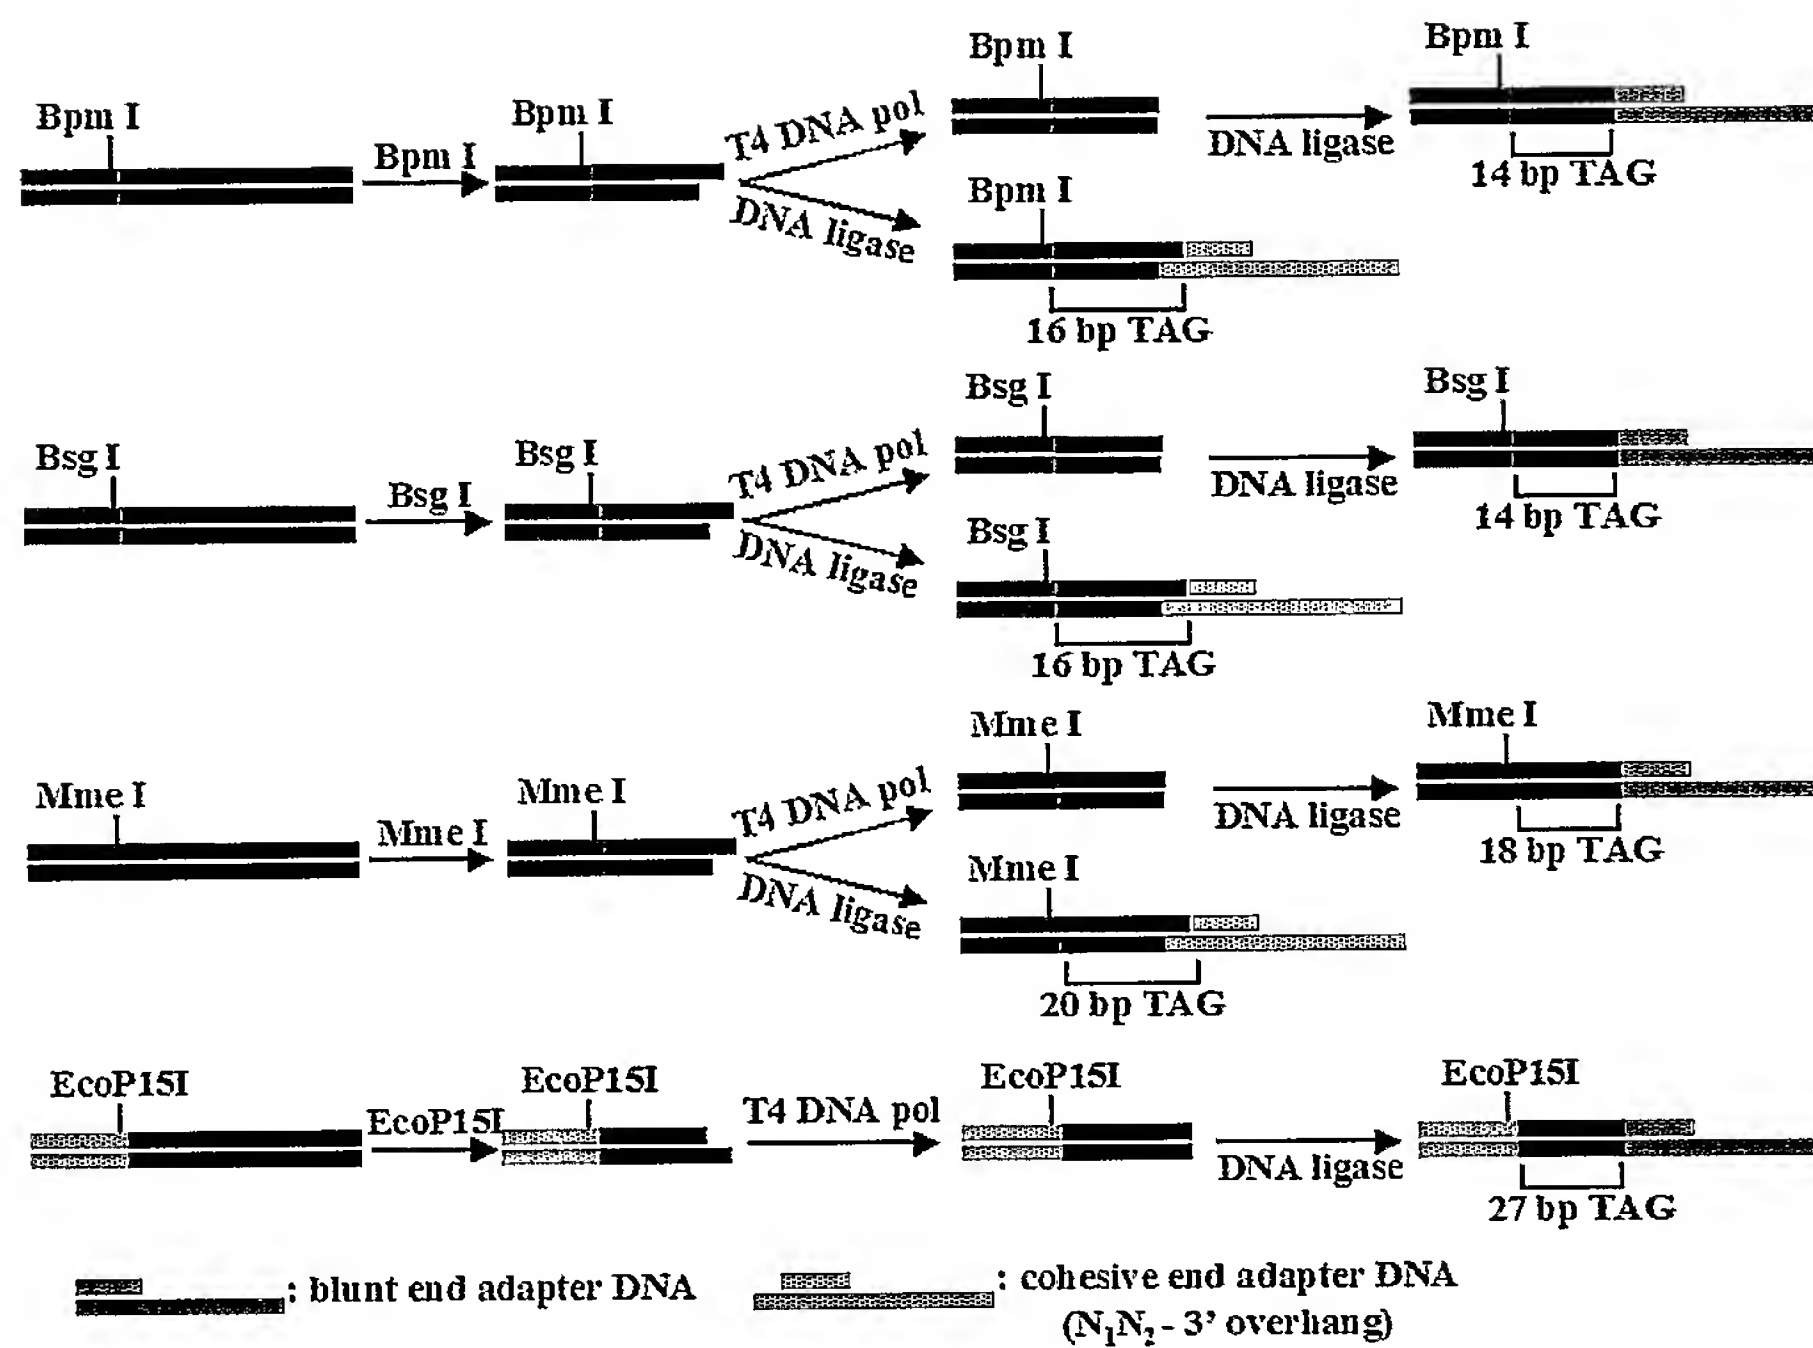 Bpm I
Bpm I
Bpm I
Bpm I
Bpm I
T4 DNA pol
DNA ligase
DNA ligase
14 bp TAG
Bpm I
16 bp TAG
Bsg I
Bsg I
Bsg I
Bsg I
Bsg I
T4 DNA pol
DNA ligase
DNA ligase
14 bp TAG
Bsg I
16 bp TAG
Mme I
Mme I
Mme I
Mme I
Mme I
T4 DNA pol
DNA ligase
DNA ligase
18 bp TAG
Mme I
20 bp TAG
EcoP15I
EcoP15I
EcoP15I
T4 DNA pol
EcoP15I
DNA ligase
EcoP15I
27 bp TAG
: blunt end adapter DNA
: cohesive end adapter DNA
(N₁N₂ - 3' overhang)